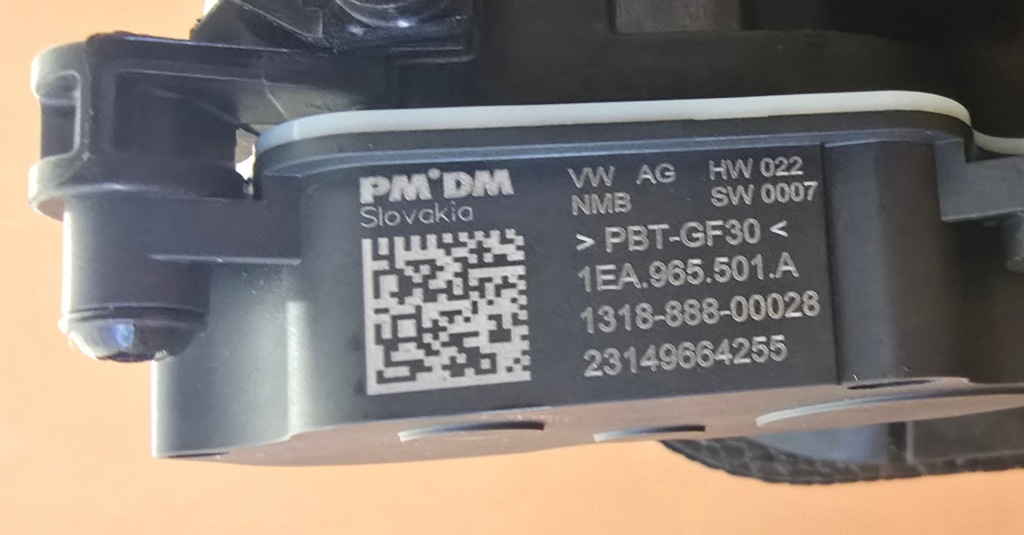 PM°DM
Slovakia
VW AG HW 022
NMB SW 0007
> PBT-GF30 <
1EA.965.501.A
1318-888-00028
23149664255